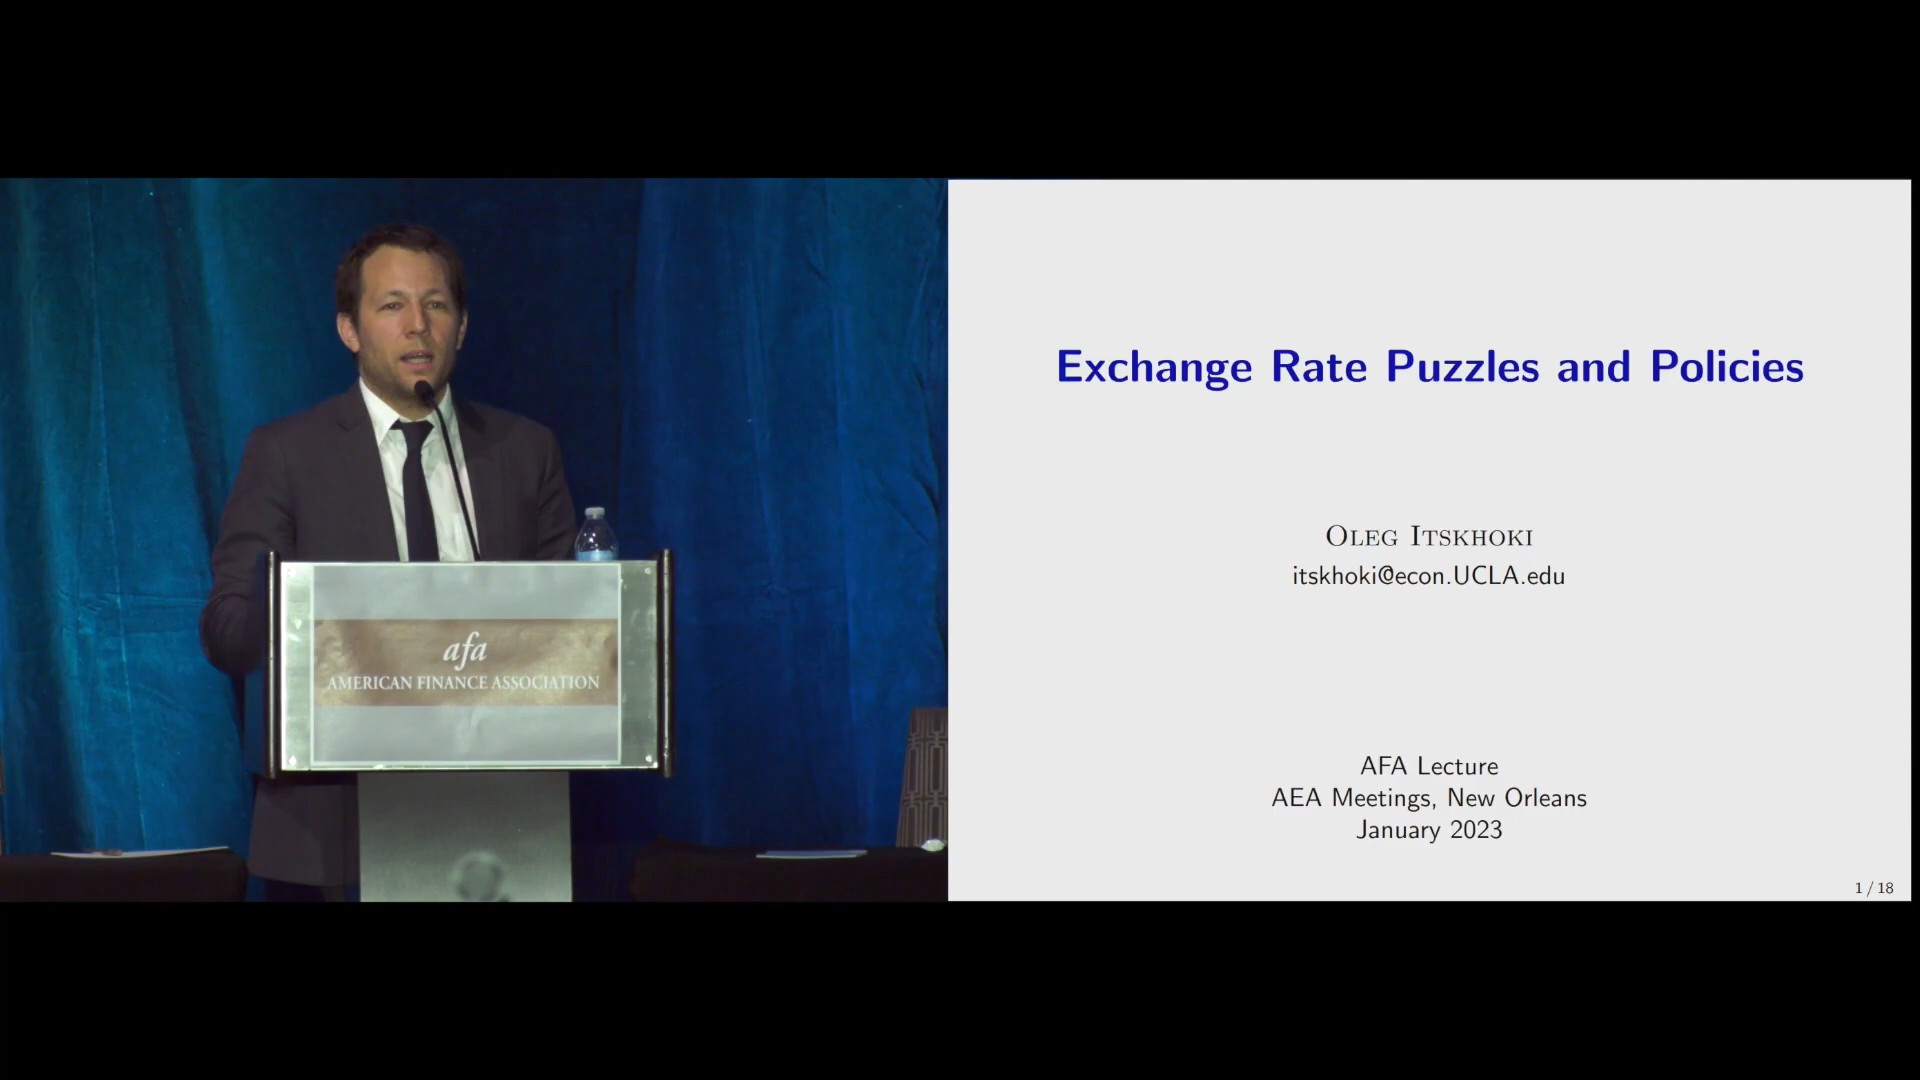 afa
AMERICAN FINANCE ASSOCIATION
Exchange Rate Puzzles and Policies
OLEG ITSKHOKI
itskhoki@econ.UCLA.edu
AFA Lecture
AEA Meetings, New Orleans
January 2023
1 / 18